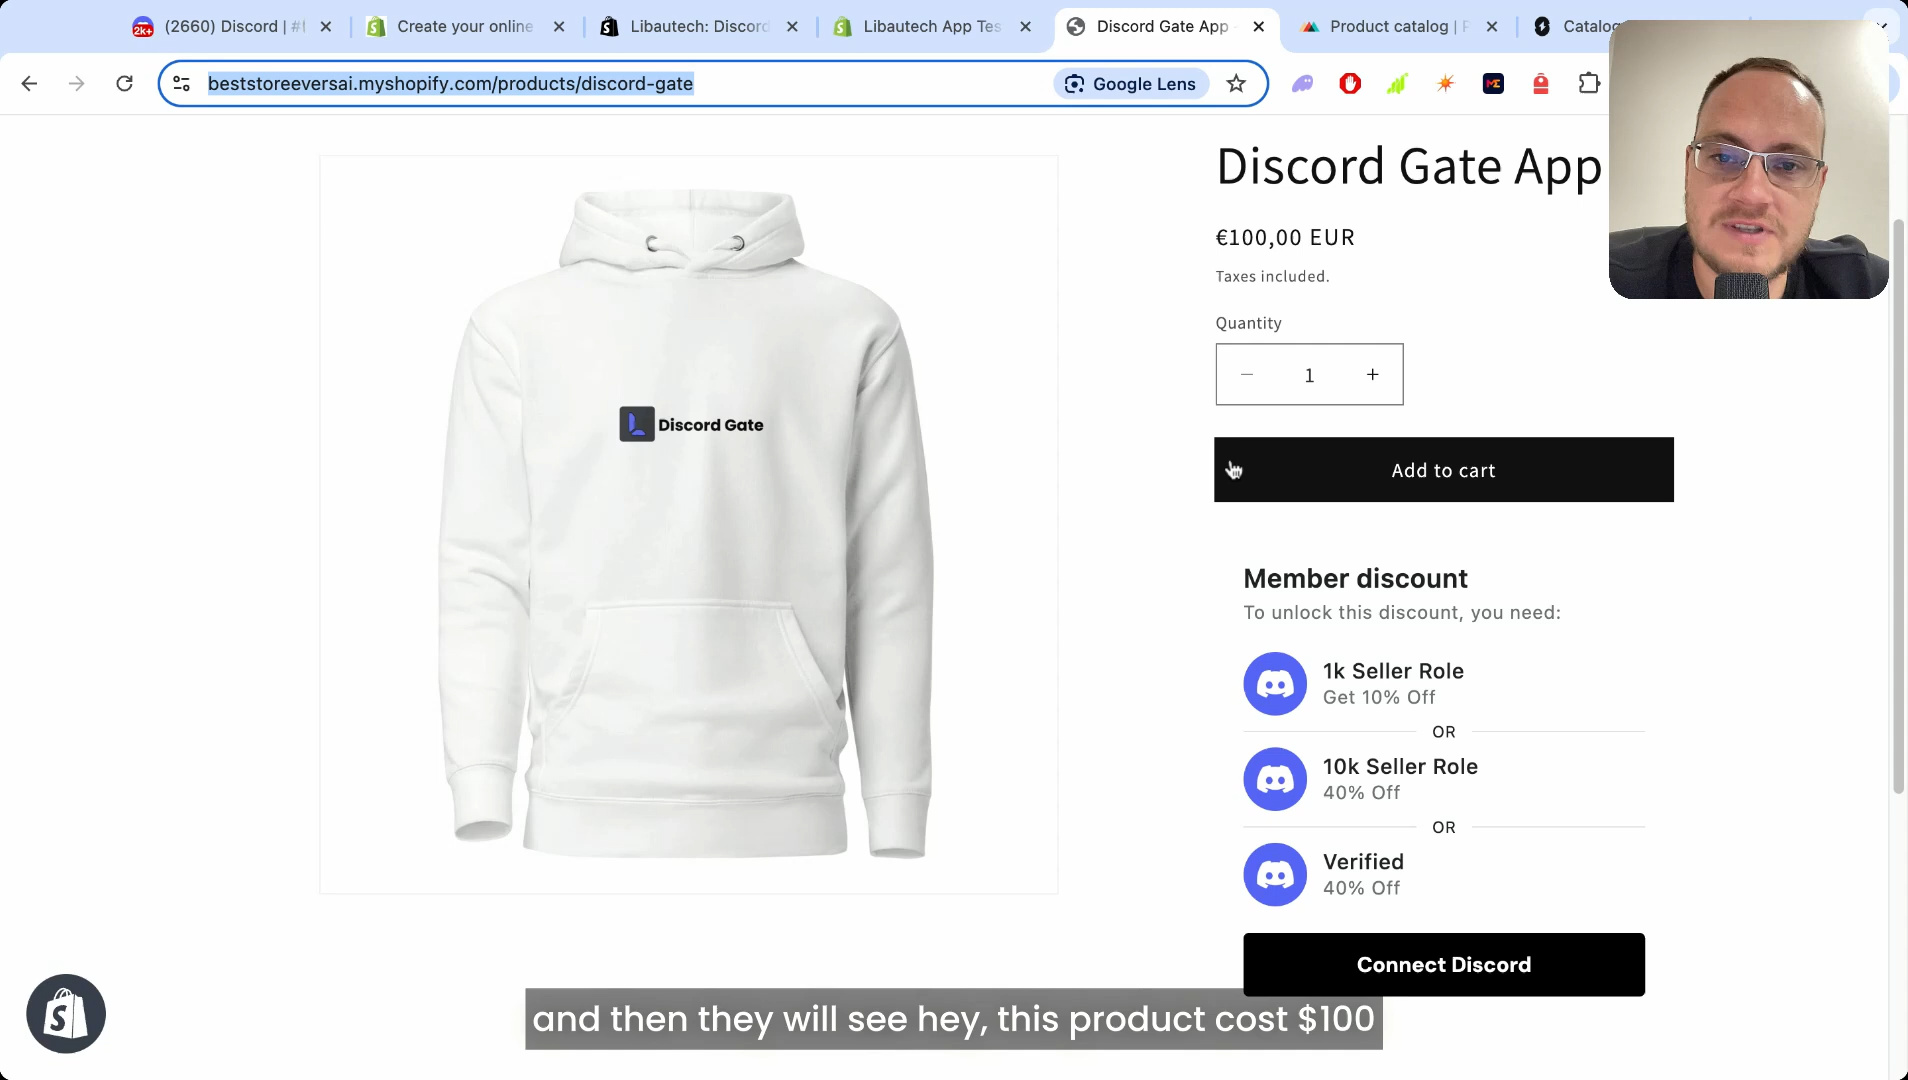 2k+
(2660) Discord | #
Create your online
Libautech: Discord
Libautech App Tes
Discord Gate App
Product catalog |
Catalog
beststoreeversai.myshopify.com/products/discord-gate
Google Lens
Discord Gate App
€100,00 EUR
Taxes included.
Quantity
− 1 +
Add to cart
Discord Gate
Member discount
To unlock this discount, you need:
1k Seller Role
Get 10% Off
OR
10k Seller Role
40% Off
OR
Verified
40% Off
Connect Discord
and then they will see hey, this product cost $100